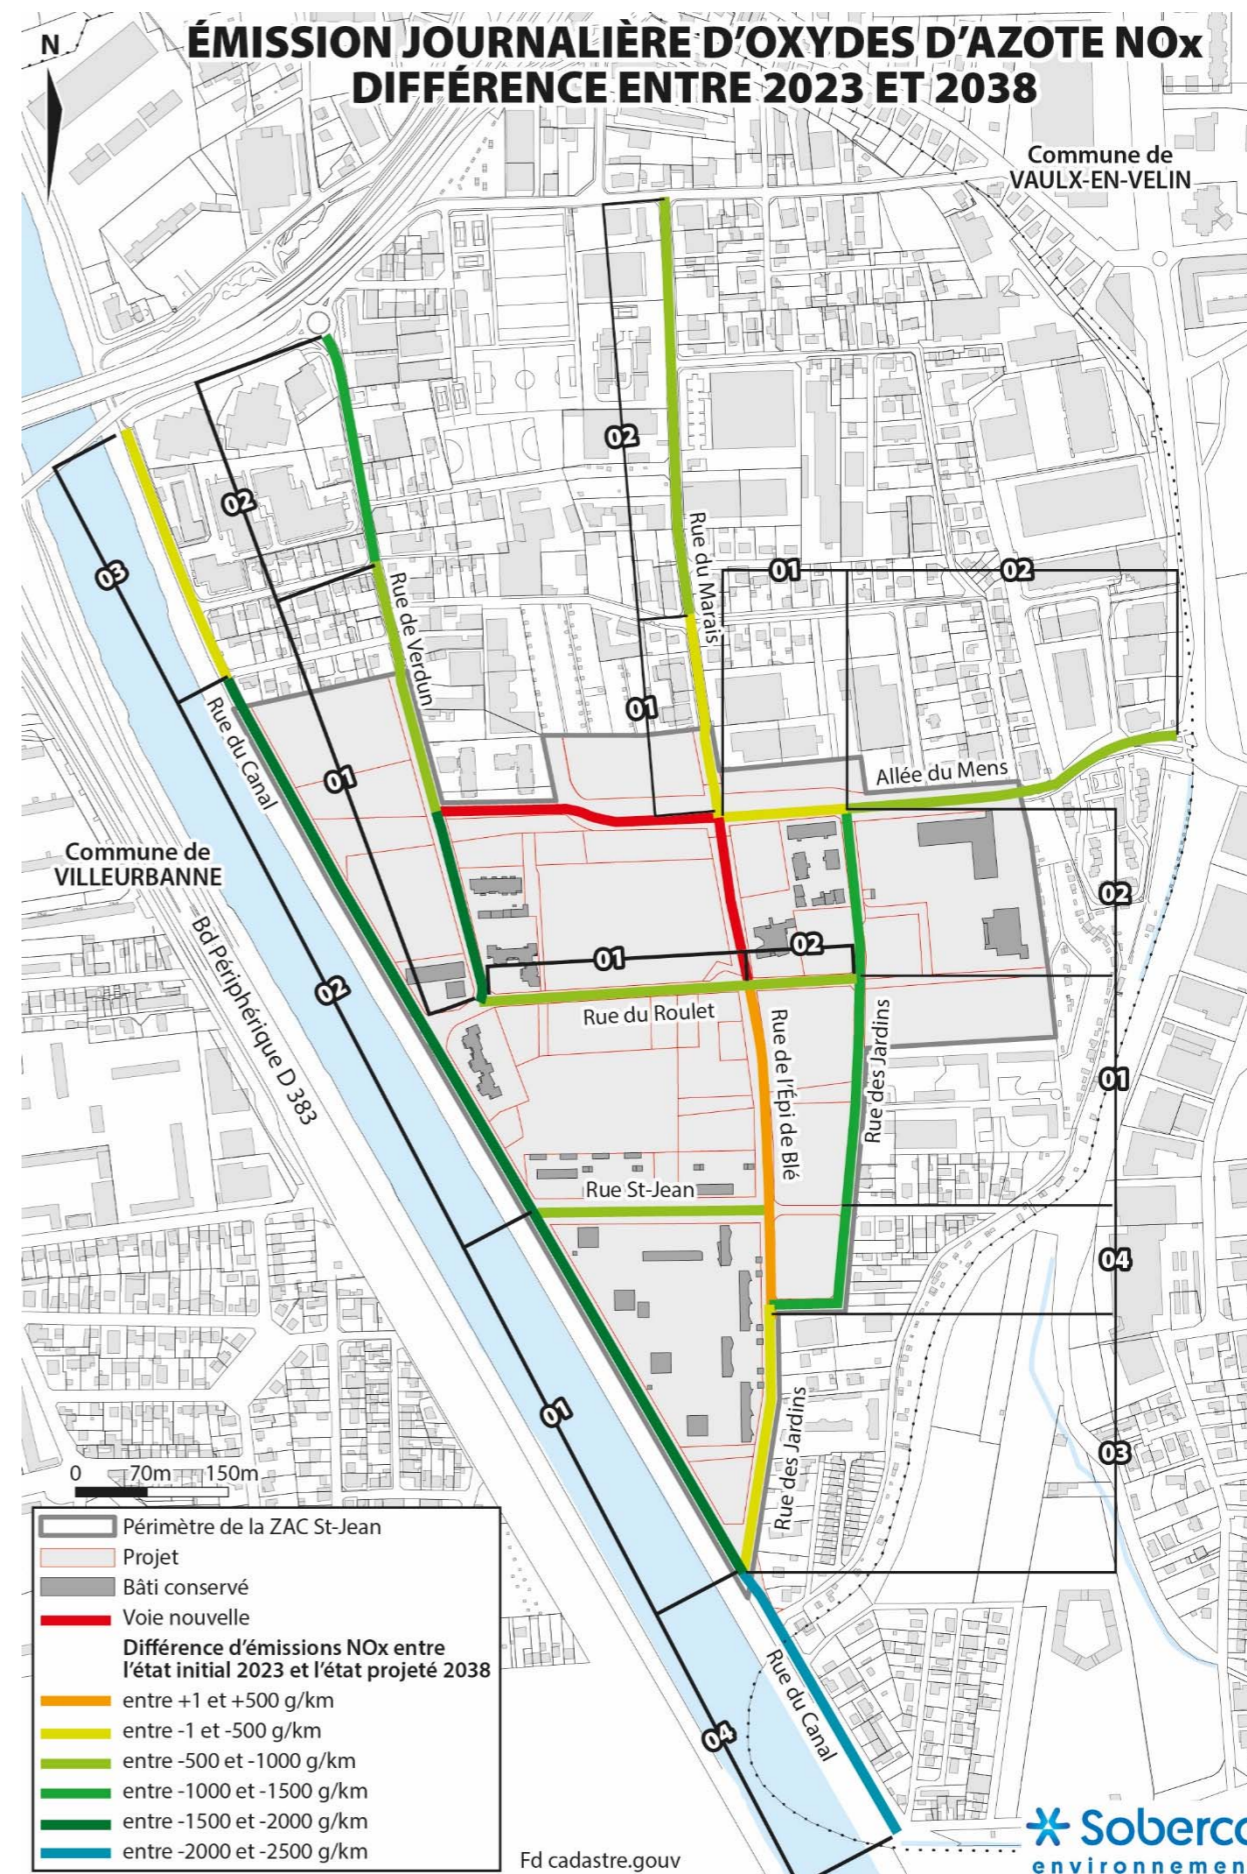 ÉMISSION JOURNALIÈRE D'OXYDES D'AZOTE NOx
DIFFÉRENCE ENTRE 2023 ET 2038
N
Commune de
VAULX-EN-VELIN
02
02
03
Rue du Marais
01
02
Rue de Verdun
01
Rue du Canal
01
Allée du Mens
Commune de
VILLEURBANNE
02
Bd Périphérique D 383
02
01
02
Rue du Roulet
Rue de l'Épi de Blé
Rue des Jardins
01
Rue St-Jean
04
01
Rue des Jardins
03
0 70m 150m
Périmètre de la ZAC St-Jean
Projet
Bâti conservé
Voie nouvelle
Différence d'émissions NOx entre
l'état initial 2023 et l'état projeté 2038
entre +1 et +500 g/km
entre -1 et -500 g/km
entre -500 et -1000 g/km
entre -1000 et -1500 g/km
entre -1500 et -2000 g/km
entre -2000 et -2500 g/km
Rue du Canal
04
Fd cadastre.gouv
Soberco
environnemen